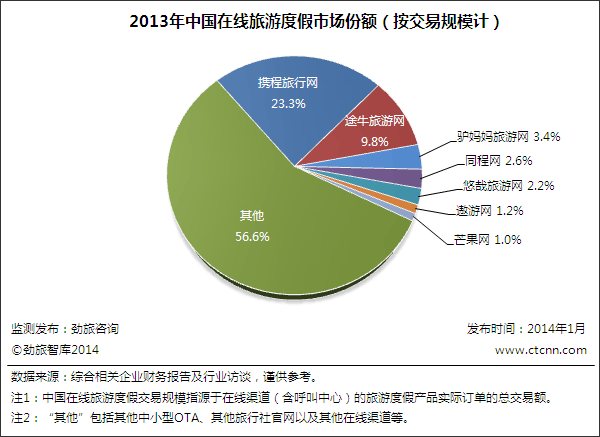 2013年中国在线旅游度假市场份额（按交易规模计）
携程旅行网
23.3%
途牛旅游网
9.8%
驴妈妈旅游网 3.4%
同程网 2.6%
悠哉旅游网 2.2%
遨游网 1.2%
芒果网 1.0%
其他
56.6%
监测发布：劲旅咨询
发布时间：2014年1月
©劲旅智库2014
www.ctcnn.com
数据来源：综合相关企业财务报告及行业访谈，谨供参考。
注1：中国在线旅游度假交易规模指源于在线渠道（含呼叫中心）的旅游度假产品实际订单的总交易额。
注2：“其他”包括其他中小型OTA、其他旅行社官网以及其他在线渠道等。